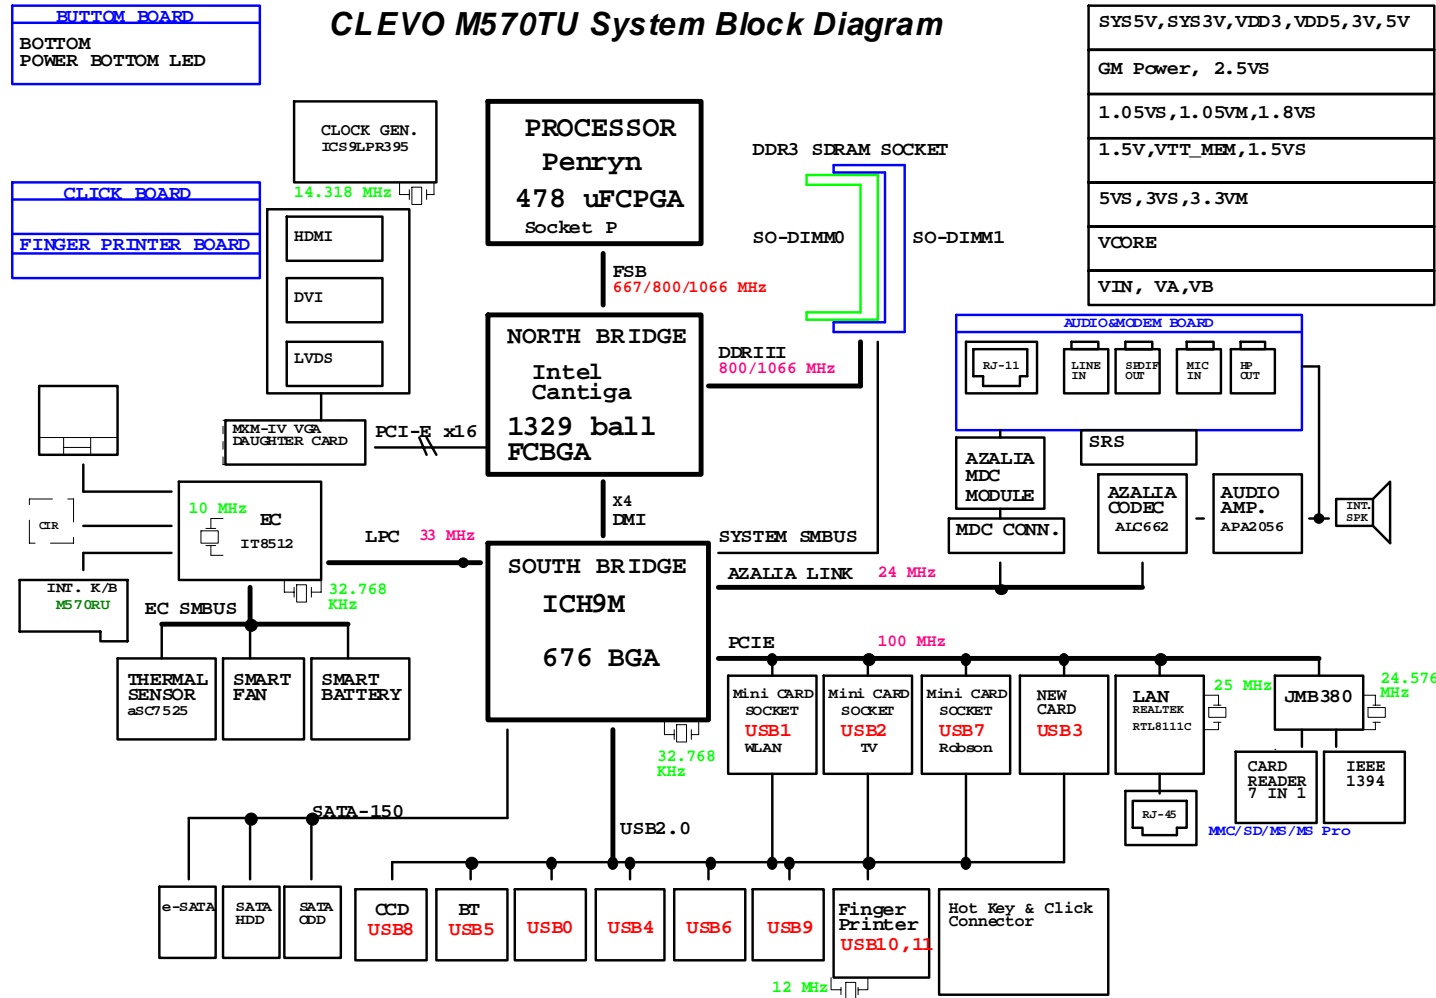 CLEVO M570TU System Block Diagram
BUTTOM BOARD
BOTTOM
POWER BOTTOM LED
CLICK BOARD
FINGER PRINTER BOARD
SYS5V,SYS3V,VDD3,VDD5,3V,5V
GM Power, 2.5VS
1.05VS,1.05VM,1.8VS
1.5V,VTT_MEM,1.5VS
5VS,3VS,3.3VM
VCORE
VIN, VA,VB
CLOCK GEN.
ICS9LPR395
14.318 MHz
PROCESSOR
Penryn
478 uFCPGA
Socket P
DDR3 SDRAM SOCKET
SO-DIMM0
SO-DIMM1
FSB
667/800/1066 MHz
HDMI
DVI
LVDS
MXM-IV VGA
DAUGHTER CARD
PCI-E x16
NORTH BRIDGE
Intel
Cantiga
1329 ball
FCBGA
DDRIII
800/1066 MHz
AUDIO&MODEM BOARD
RJ-11
LINE
IN
SPDIF
OUT
MIC
IN
HP
OUT
SRS
AZALIA
MDC
MODULE
MDC CONN.
AZALIA
CODEC
ALC662
AUDIO
AMP.
APA2056
INT.
SPK
X4
DMI
CIR
10 MHz
EC
IT8512
32.768
KHz
INT. K/B
M570RU
LPC
33 MHz
SOUTH BRIDGE
ICH9M
676 BGA
32.768
KHz
SYSTEM SMBUS
AZALIA LINK
24 MHz
EC SMBUS
THERMAL
SENSOR
aSC7525
SMART
FAN
SMART
BATTERY
PCIE
100 MHz
Mini CARD
SOCKET
USB1
WLAN
Mini CARD
SOCKET
USB2
TV
Mini CARD
SOCKET
USB7
Robson
NEW
CARD
USB3
LAN
REALTEK
RTL8111C
25 MHz
JMB380
24.576
MHz
RJ-45
CARD
READER
7 IN 1
IEEE
1394
MMC/SD/MS/MS Pro
SATA-150
USB2.0
e-SATA
SATA
HDD
SATA
ODD
CCD
USB8
BT
USB5
USB0
USB4
USB6
USB9
Finger
Printer
USB10,11
12 MHz
Hot Key & Click
Connector